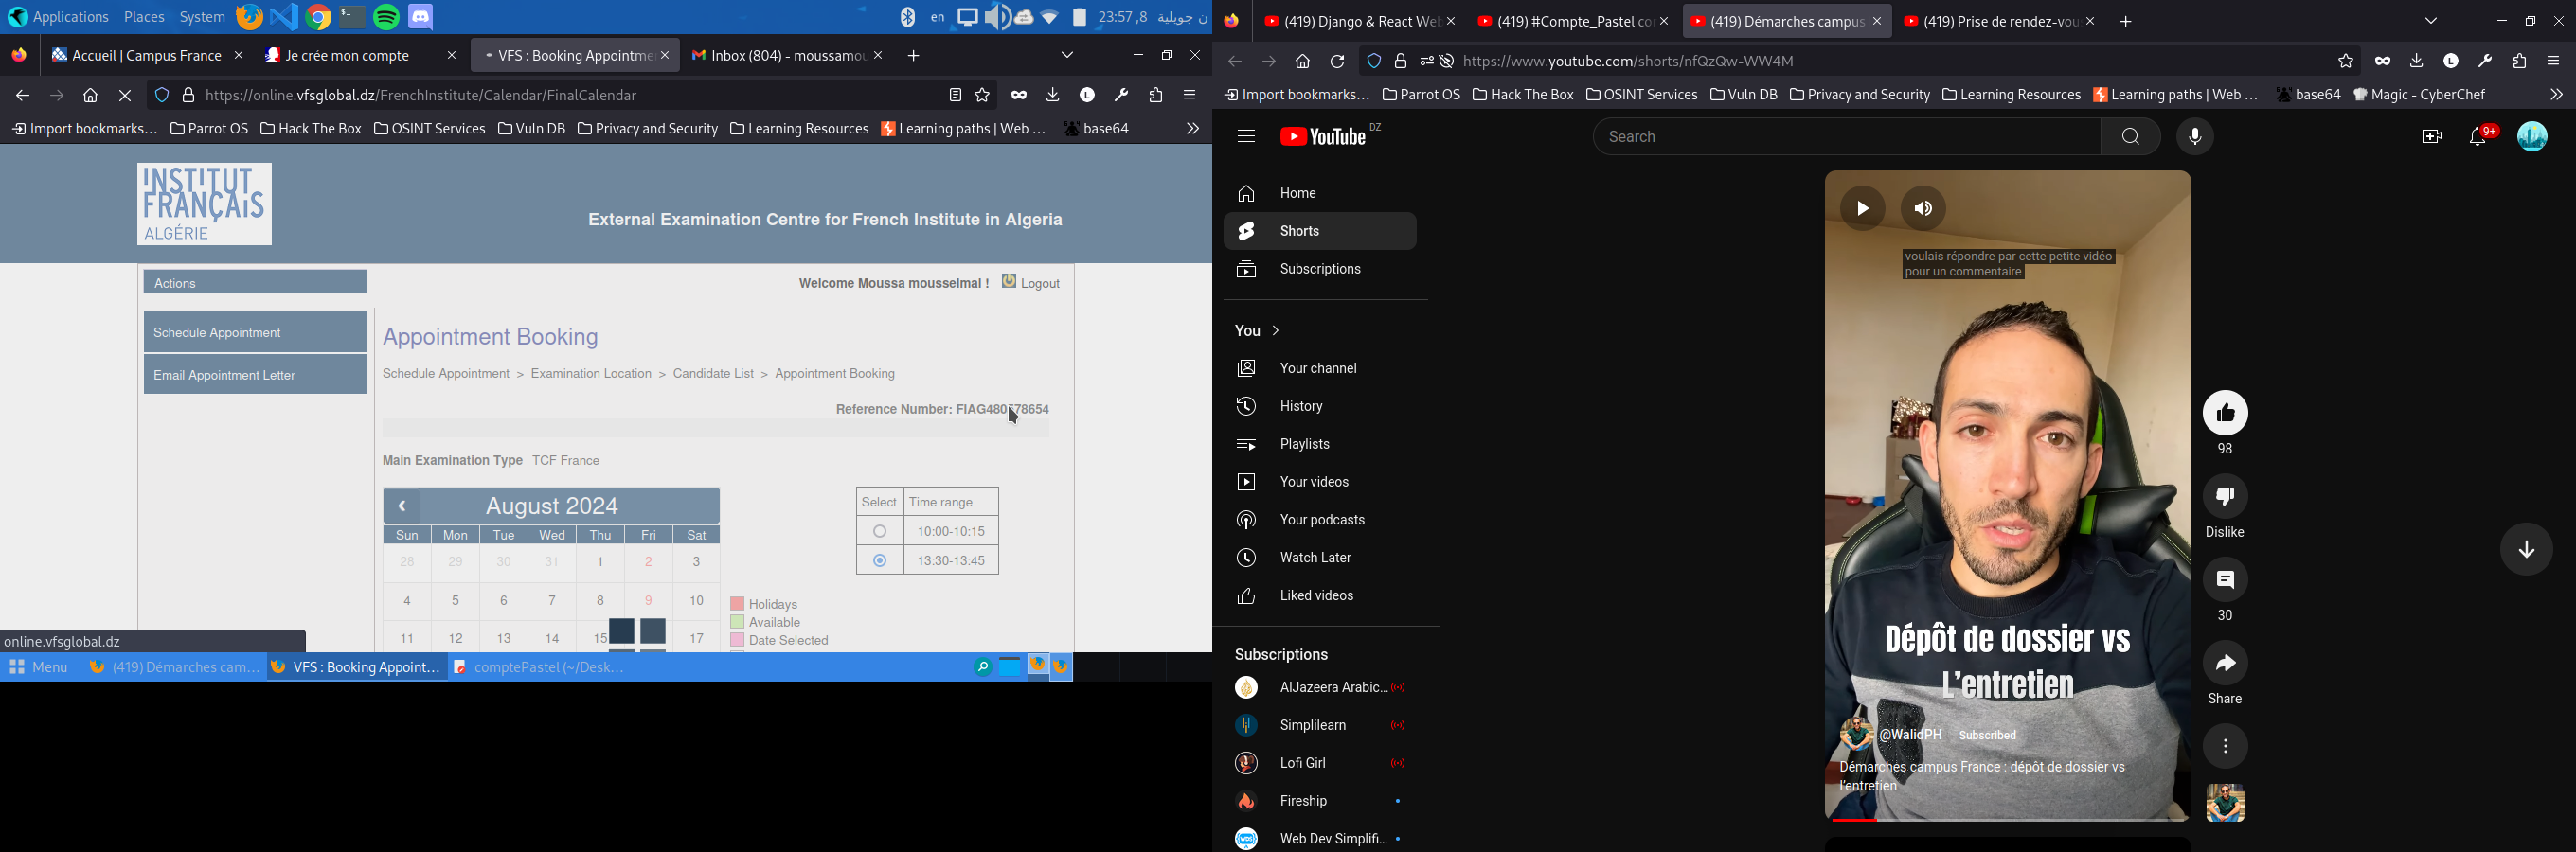 Applications Places System
en
23:57 ,8 ن جويلية
Accueil | Campus France
Je crée mon compte
VFS : Booking Appointme
Inbox (804) - moussamou
https://online.vfsglobal.dz/FrenchInstitute/Calendar/FinalCalendar
Import bookmarks… Parrot OS Hack The Box OSINT Services Vuln DB Privacy and Security Learning Resources Learning paths | Web … base64
INSTITUT
FRANÇAIS
ALGÉRIE
External Examination Centre for French Institute in Algeria
Actions
Welcome Moussa mousselmal ! Logout
Schedule Appointment
Email Appointment Letter
Appointment Booking
Schedule Appointment > Examination Location > Candidate List > Appointment Booking
Reference Number:
Main Examination Type TCF France
August 2024
Sun Mon Tue Wed Thu Fri Sat
28 29 30 31 1 2 3
4 5 6 7 8 9 10
11 12 13 14 15 17
Select Time range
10:00-10:15
13:30-13:45
Holidays
Available
Date Selected
online.vfsglobal.dz
Menu (419) Démarches cam… VFS : Booking Appoint… comptePastel (~/Desk…
(419) Django & React We
(419) #Compte_Pastel co
(419) Démarches campus
(419) Prise de rendez-vou
https://www.youtube.com/shorts/nfQzQw-WW4M
Import bookmarks… Parrot OS Hack The Box OSINT Services Vuln DB Privacy and Security Learning Resources Learning paths | Web … base64 Magic - CyberChef
YouTube DZ
Search
9+
Home
Shorts
Subscriptions
You
Your channel
History
Playlists
Your videos
Your podcasts
Watch Later
Liked videos
Subscriptions
AlJazeera Arabic…
Simplilearn
Lofi Girl
Fireship
Web Dev Simplifi…
voulais répondre par cette petite vidéo
pour un commentaire
Dépôt de dossier vs
L'entretien
@WalidPH Subscribed
Démarches campus France : dépôt de dossier vs
l'entretien
98
Dislike
30
Share